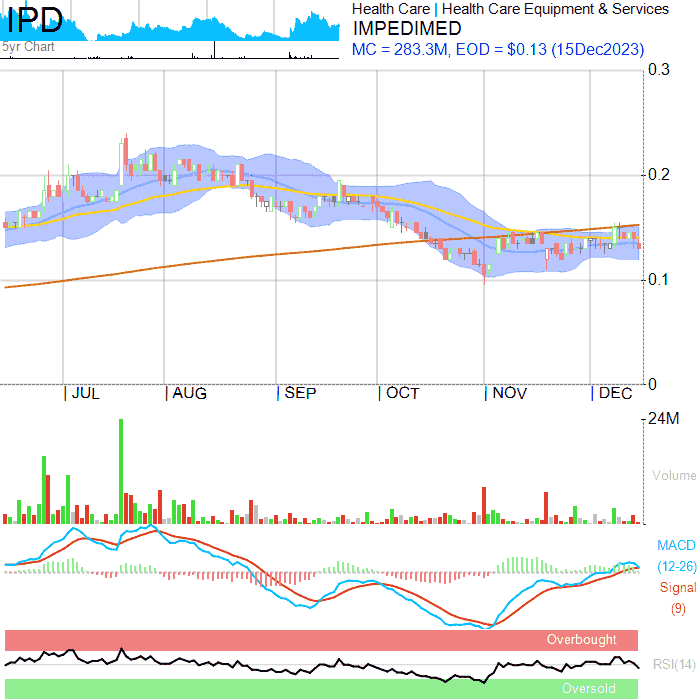 IPD
5yr Chart
Health Care | Health Care Equipment & Services
IMPEDIMED
MC = 283.3M, EOD = $0.13 (15Dec2023)
0.3
0.2
0.1
0
JUL AUG SEP OCT NOV DEC
24M
Volume
MACD
(12-26)
Signal
(9)
Overbought
RSI(14)
Oversold